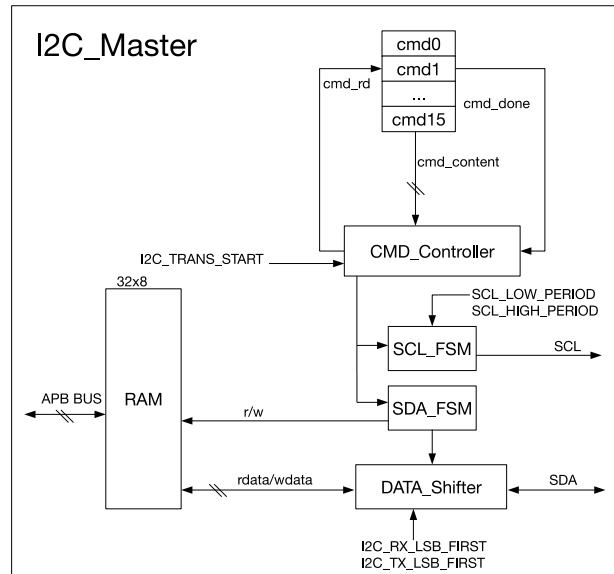 I2C_Master
cmd0
cmd1
...
cmd15
cmd_rd
cmd_done
cmd_content
CMD_Controller
I2C_TRANS_START
32x8
SCL_LOW_PERIOD
SCL_HIGH_PERIOD
SCL_FSM
SCL
APB BUS
RAM
r/w
SDA_FSM
rdata/wdata
DATA_Shifter
SDA
I2C_RX_LSB_FIRST
I2C_TX_LSB_FIRST